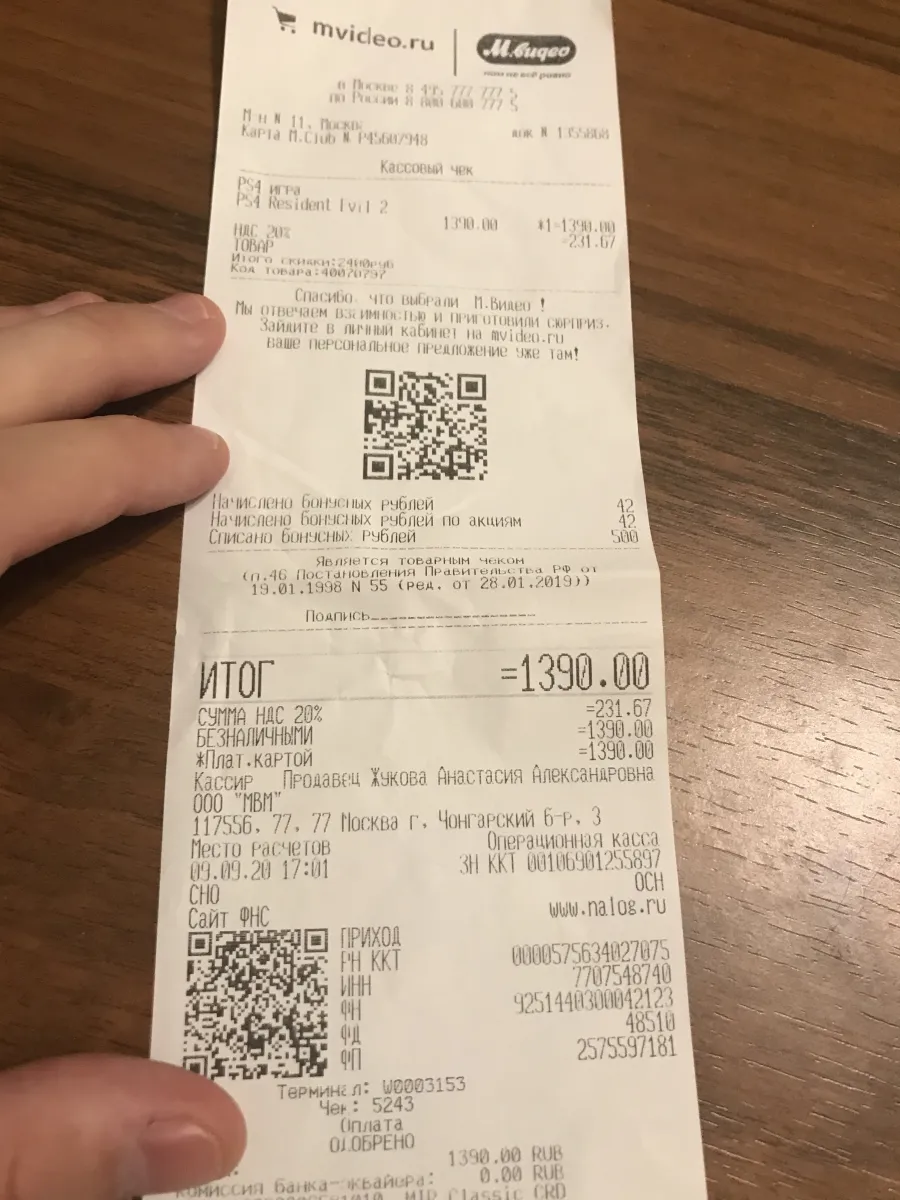 mvideo.ru | М.видео
нам не всё равно
в Москве 8 495 777 777 5
по России 8 800 600 777 5
М н N 11, Москва
Карта M.Club N P45607948 док N 1355868
Кассовый чек
PS4 игра
PS4 Resident Evil 2
1390.00 *1=1390.00
НДС 20% =231.67
ТОВАР
Итого скидки:2400руб
Код товара:40070797
Спасибо, что выбрали М.Видео !
Мы отвечаем взаимностью и приготовили сюрприз.
Зайдите в личный кабинет на mvideo.ru
ваше персональное предложение уже там!
Начислено бонусных рублей 42
Начислено бонусных рублей по акциям 42
Списано бонусных рублей 500
Является товарным чеком
(п.46 Постановления Правительства РФ от
19.01.1998 N 55 (ред. от 28.01.2019))
Подпись
ИТОГ =1390.00
СУММА НДС 20% =231.67
БЕЗНАЛИЧНЫМИ =1390.00
*Плат.картой =1390.00
Кассир Продавец Жукова Анастасия Александровна
ООО "МВМ"
117556, 77, 77 Москва г, Чонгарский б-р, 3
Место расчетов Операционная касса
09.09.20 17:01 ЗН ККТ 00106901255897
СНО ОСН
Сайт ФНС www.nalog.ru
ПРИХОД
РН ККТ 0000575634027075
ИНН 7707548740
ФН 9251440300042123
ФД 48510
ФП 2575597181
Терминал: W0003153
Чек: 5243
Оплата
ОДОБРЕНО
1390.00 RUB
Комиссия банка-эквайера: 0.00 RUB
MIR Classic CRD